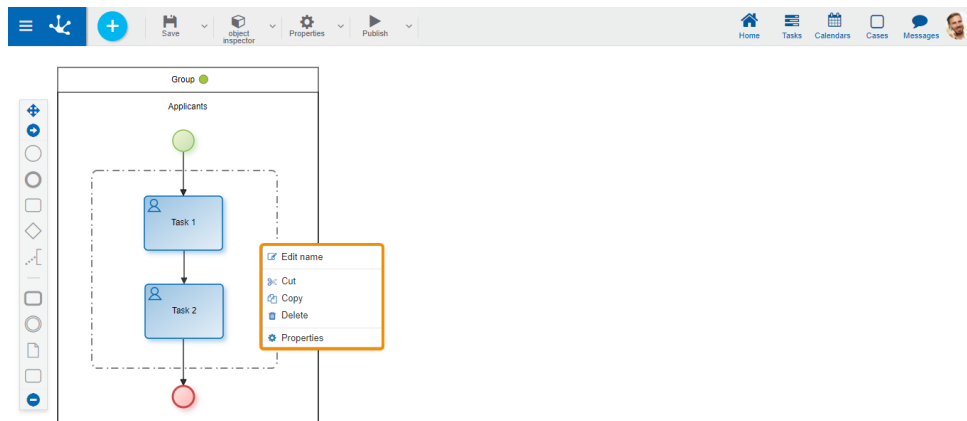 Save
object
inspector
Properties
Publish
Home
Tasks
Calendars
Cases
Messages
Group
Applicants
Task 1
Task 2
Edit name
Cut
Copy
Delete
Properties